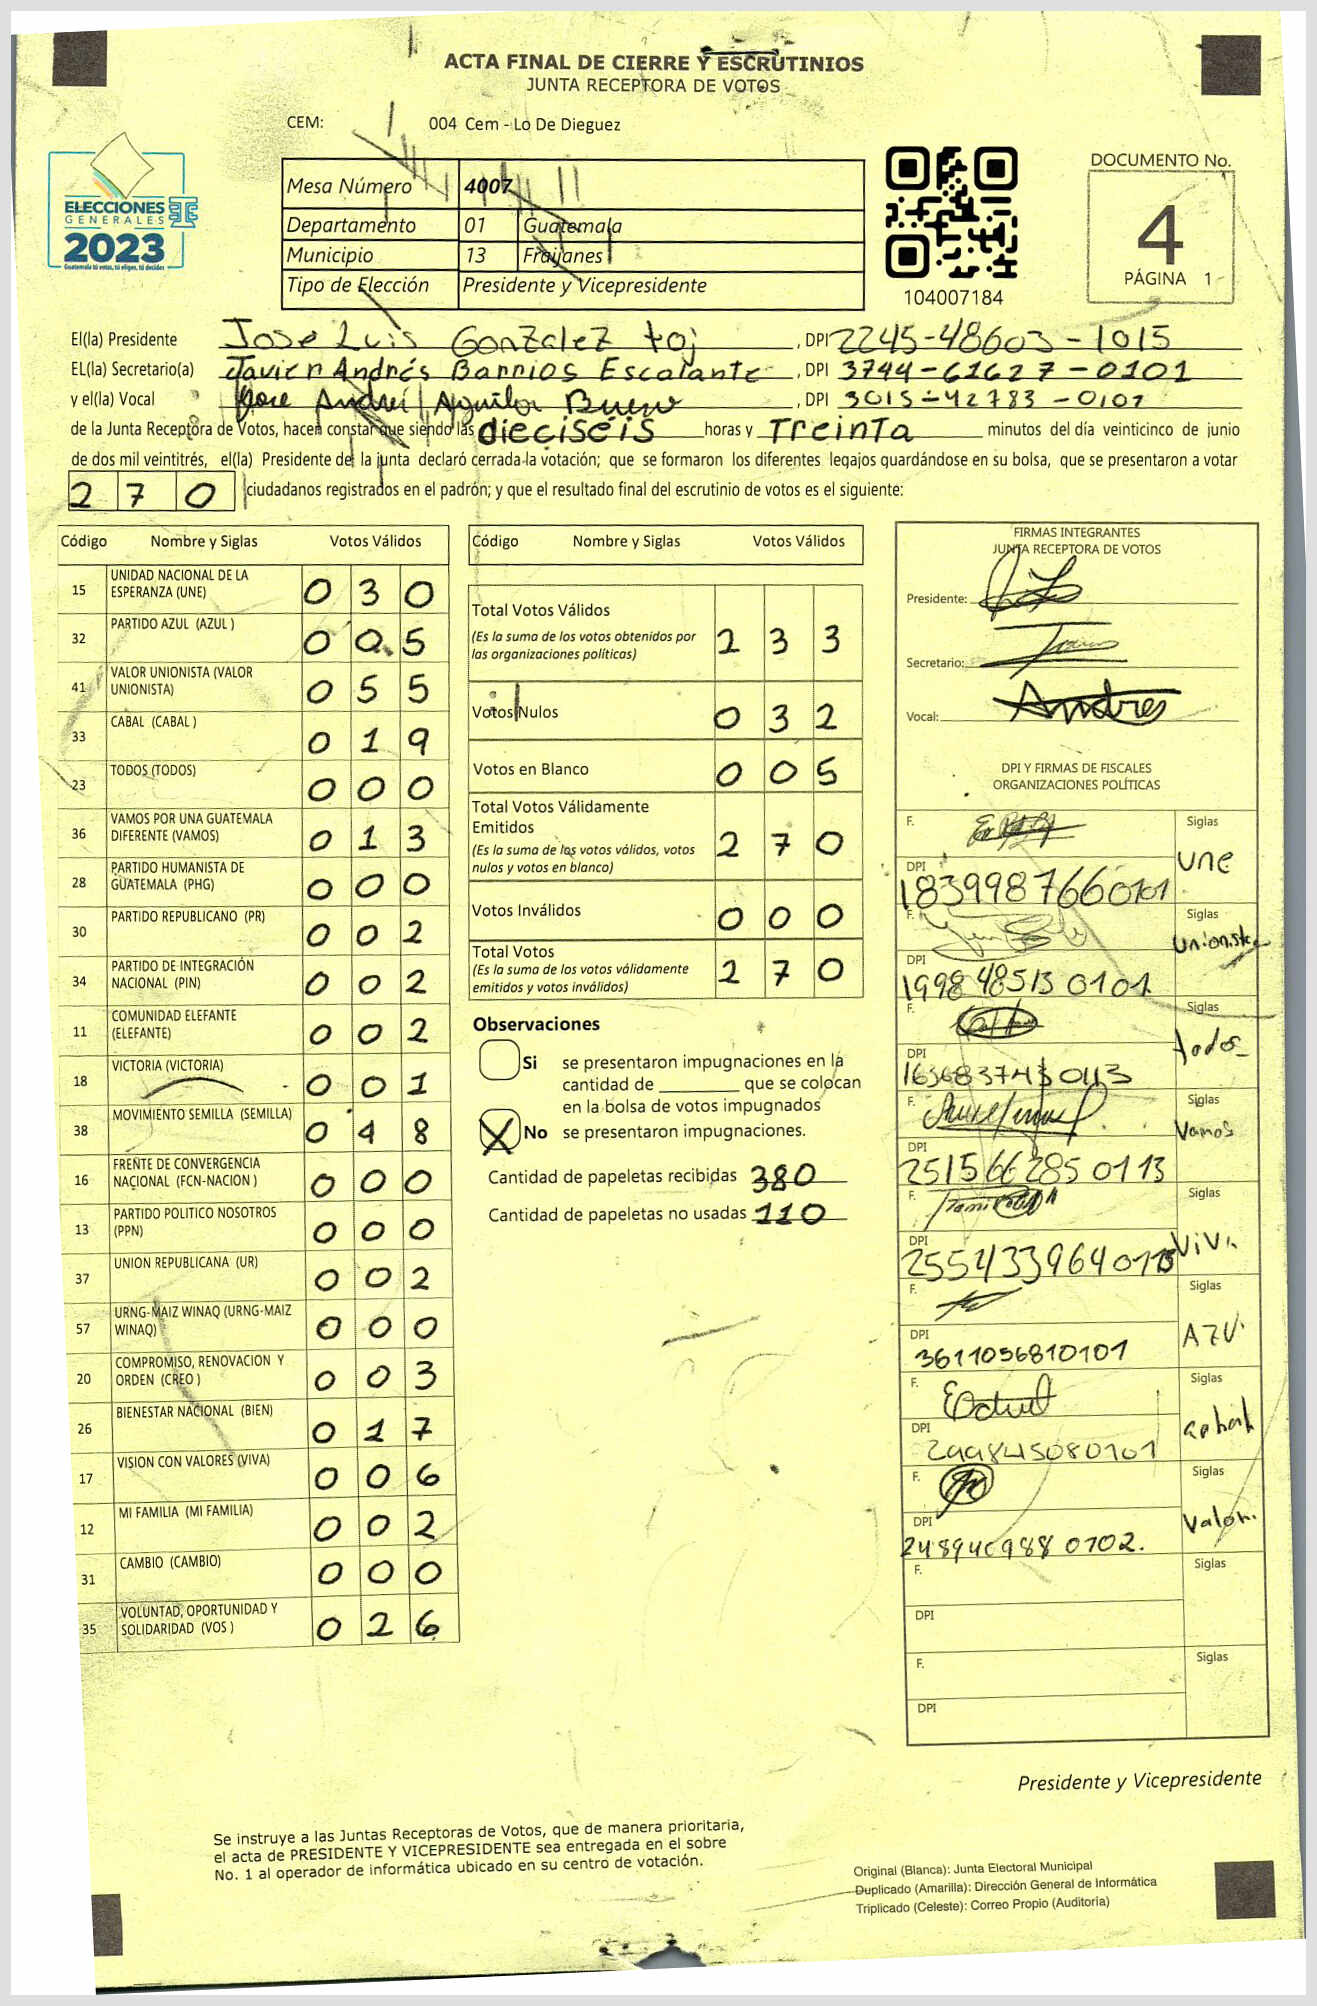 ACTA FINAL DE CIERRE Y ESCRUTINIOS
JUNTA RECEPTORA DE VOTOS
CEM: 004 Cem - Lo De Dieguez
ELECCIONES
GENERALES
2023
Guatemala tú votas, tú eliges, tú decides
Mesa Número 4007
Departamento 01 Guatemala
Municipio 13 Fraijanes
Tipo de Elección Presidente y Vicepresidente
104007184
DOCUMENTO No.
4
PÁGINA 1
El(la) Presidente Jose Luis Gonzalez toj, DPI 2245-48603-1015
EL(la) Secretario(a) Javier Andrés Barrios Escalante, DPI 3744-61627-0101
y el(la) Vocal Jose Andreí Aguilar Bueno, DPI 3015-42783-0101
de la Junta Receptora de Votos, hacen constar que siendo las dieciseis horas y Treinta minutos del día veinticinco de junio
de dos mil veintitrés, el(la) Presidente de la junta declaró cerrada la votación; que se formaron los diferentes legajos guardándose en su bolsa, que se presentaron a votar
270 ciudadanos registrados en el padrón; y que el resultado final del escrutinio de votos es el siguiente:
Código Nombre y Siglas Votos Válidos
15 UNIDAD NACIONAL DE LA ESPERANZA (UNE) 0 3 0
32 PARTIDO AZUL (AZUL ) 0 0 5
41 VALOR UNIONISTA (VALOR UNIONISTA) 0 5 5
33 CABAL (CABAL ) 0 1 9
23 TODOS (TODOS) 0 0 0
36 VAMOS POR UNA GUATEMALA DIFERENTE (VAMOS) 0 1 3
28 PARTIDO HUMANISTA DE GUATEMALA (PHG) 0 0 0
30 PARTIDO REPUBLICANO (PR) 0 0 2
34 PARTIDO DE INTEGRACIÓN NACIONAL (PIN) 0 0 2
11 COMUNIDAD ELEFANTE (ELEFANTE) 0 0 2
18 VICTORIA (VICTORIA) 0 0 1
38 MOVIMIENTO SEMILLA (SEMILLA) 0 4 8
16 FRENTE DE CONVERGENCIA NACIONAL (FCN-NACION ) 0 0 0
13 PARTIDO POLITICO NOSOTROS (PPN) 0 0 0
37 UNION REPUBLICANA (UR) 0 0 2
57 URNG-MAIZ WINAQ (URNG-MAIZ WINAQ) 0 0 0
20 COMPROMISO, RENOVACION Y ORDEN (CREO ) 0 0 3
26 BIENESTAR NACIONAL (BIEN) 0 1 7
17 VISION CON VALORES (VIVA) 0 0 6
12 MI FAMILIA (MI FAMILIA) 0 0 2
31 CAMBIO (CAMBIO) 0 0 0
35 VOLUNTAD, OPORTUNIDAD Y SOLIDARIDAD (VOS ) 0 2 6
Código Nombre y Siglas Votos Válidos
Total Votos Válidos 2 3 3
(Es la suma de los votos obtenidos por
las organizaciones políticas)
Votos Nulos 0 3 2
Votos en Blanco 0 0 5
Total Votos Válidamente
Emitidos 2 7 0
(Es la suma de los votos válidos, votos
nulos y votos en blanco)
Votos Inválidos 0 0 0
Total Votos 2 7 0
(Es la suma de los votos válidamente
emitidos y votos inválidos)
Observaciones
Si se presentaron impugnaciones en la
cantidad de ________ que se colocan
en la bolsa de votos impugnados
X No se presentaron impugnaciones.
Cantidad de papeletas recibidas 380
Cantidad de papeletas no usadas 110
FIRMAS INTEGRANTES
JUNTA RECEPTORA DE VOTOS
Presidente:
Secretario:
Vocal: Andres
DPI Y FIRMAS DE FISCALES
ORGANIZACIONES POLÍTICAS
F. Siglas UNE
DPI 1839987660101
F. Siglas Unionista
DPI 1998485130101
F. Siglas todos
DPI
F. Siglas Vamos
DPI 2515662850113
F. Siglas Viva
DPI 2554339640115
F. Siglas AZU.
DPI 3611056810101
F. Siglas
DPI 299845080101
F. Siglas Valor.
DPI
F. Siglas
DPI
F. Siglas
DPI
Presidente y Vicepresidente
Se instruye a las Juntas Receptoras de Votos, que de manera prioritaria,
el acta de PRESIDENTE Y VICEPRESIDENTE sea entregada en el sobre
No. 1 al operador de informática ubicado en su centro de votación.
Original (Blanca): Junta Electoral Municipal
Duplicado (Amarilla): Dirección General de Informática
Triplicado (Celeste): Correo Propio (Auditoria)